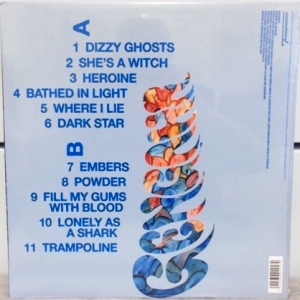 A
1 DIZZY GHOSTS
2 SHE'S A WITCH
3 HEROINE
4 BATHED IN LIGHT
5 WHERE I LIE
6 DARK STAR
B
7 EMBERS
8 POWDER
9 FILL MY GUMS
WITH BLOOD
10 LONELY AS
A SHARK
11 TRAMPOLINE